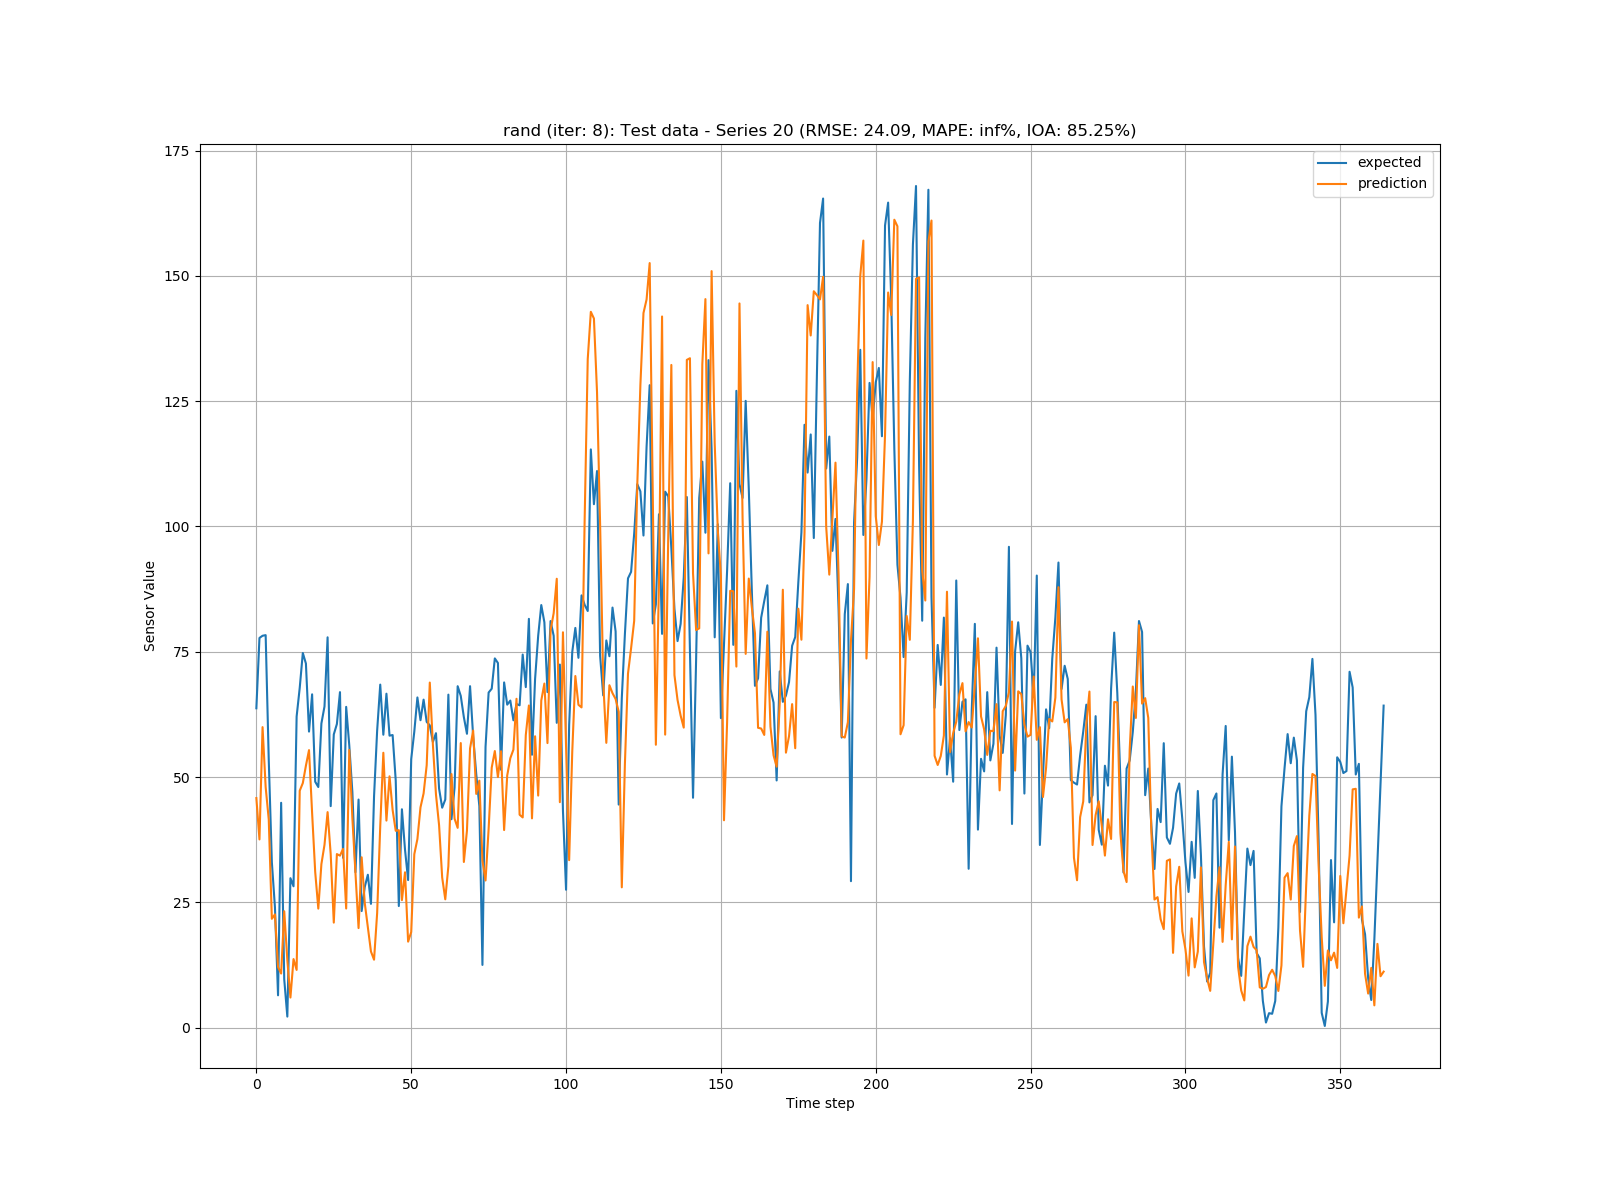 rand (iter: 8): Test data - Series 20 (RMSE: 24.09, MAPE: inf%, IOA: 85.25%)
expected
prediction
175
150
125
100
75
50
25
0
Sensor Value
0 50 100 150 200 250 300 350
Time step